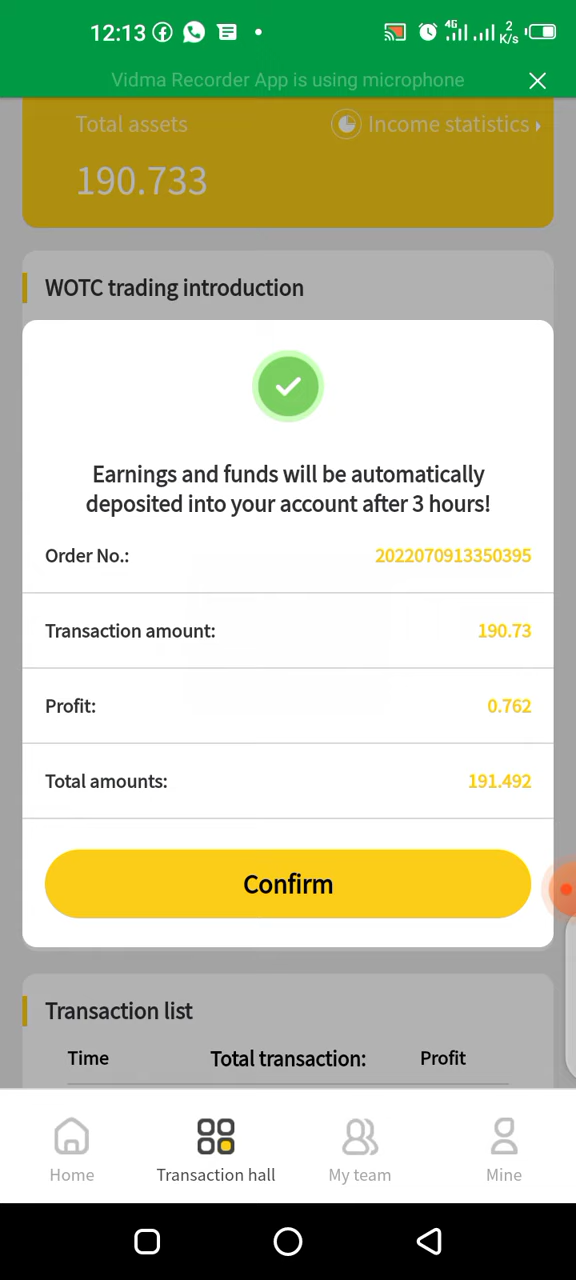 12:13
4G
2
K/s
Vidma Recorder App is using microphone
Total assets
Income statistics
190.733
WOTC trading introduction
Earnings and funds will be automatically
deposited into your account after 3 hours!
Order No.: 2022070913350395
Transaction amount: 190.73
Profit: 0.762
Total amounts: 191.492
Confirm
Transaction list
Time Total transaction: Profit
Home Transaction hall My team Mine